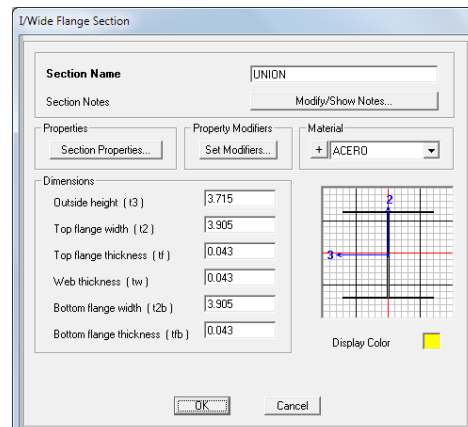 I/Wide Flange Section
Section Name UNION
Section Notes Modify/Show Notes...
Properties Property Modifiers Material
Section Properties... Set Modifiers... + ACERO
Dimensions
Outside height ( t3 ) 3.715
Top flange width ( t2 ) 3.905
Top flange thickness ( tf ) 0.043
Web thickness ( tw ) 0.043
Bottom flange width ( t2b ) 3.905
Bottom flange thickness ( tfb ) 0.043
2
3
Display Color
OK Cancel